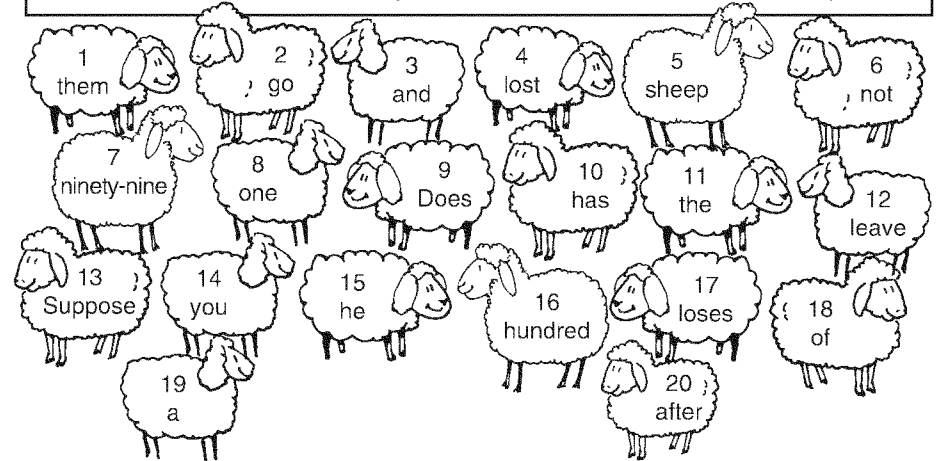 1
them
2
go
3
and
4
lost
5
sheep
6
not
7
ninety-nine
8
one
9
Does
10
has
11
the
12
leave
13
Suppose
14
you
15
he
16
hundred
17
loses
18
of
19
a
20
after